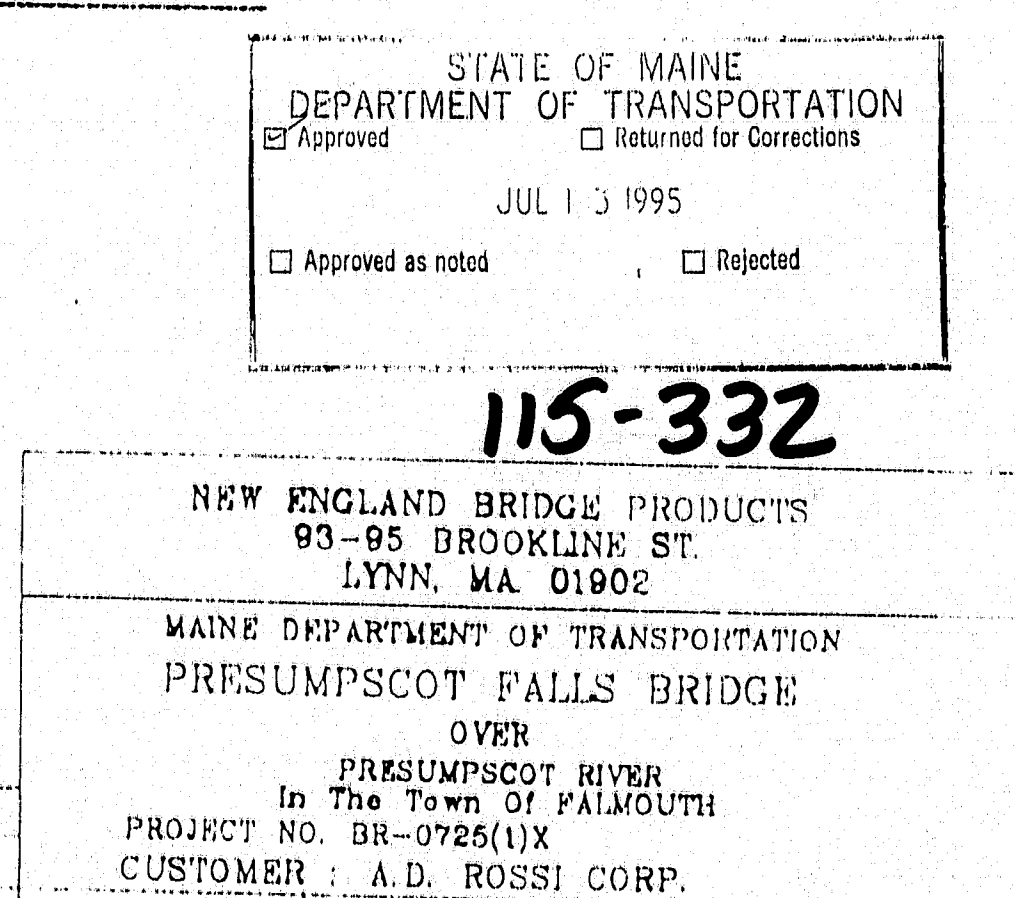 STATE OF MAINE
DEPARTMENT OF TRANSPORTATION
☑ Approved ☐ Returned for Corrections
JUL 13 1995
☐ Approved as noted ☐ Rejected
115-332
NEW ENGLAND BRIDGE PRODUCTS
93-95 BROOKLINE ST.
LYNN, MA 01902
MAINE DEPARTMENT OF TRANSPORTATION
PRESUMPSCOT FALLS BRIDGE
OVER
PRESUMPSCOT RIVER
In The Town Of FALMOUTH
PROJECT NO. BR-0725(1)X
CUSTOMER : A.D. ROSSI CORP.